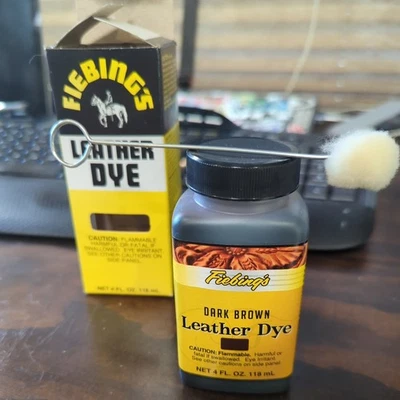 FIEBING'S
LEATHER
DYE
CAUTION: FLAMMABLE
HARMFUL OR FATAL IF
SWALLOWED. EYE IRRITANT.
SEE OTHER CAUTIONS ON
SIDE PANEL.
NET 4 FL. OZ. 118 mL
Fiebing's
DARK BROWN
Leather Dye
CAUTION: Flammable. Harmful or
fatal if swallowed. Eye irritant.
See other cautions on side panel.
NET 4 FL. OZ. 118 mL